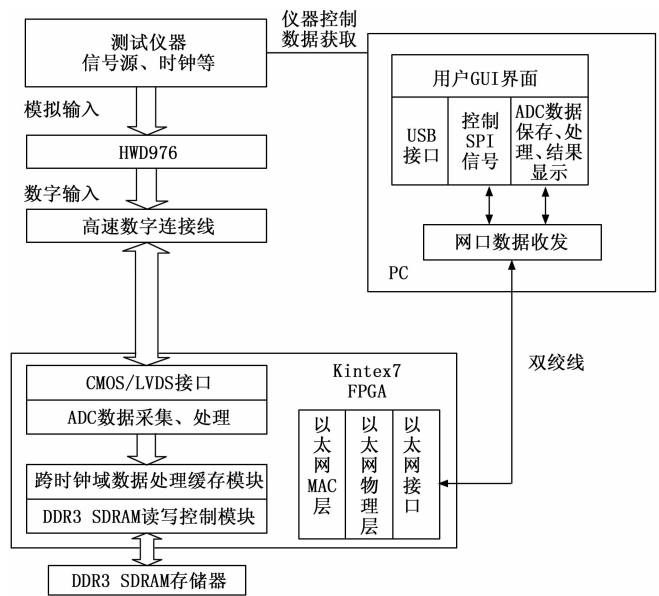 测试仪器
信号源、时钟等
仪器控制
数据获取
模拟输入
HWD976
数字输入
高速数字连接线
用户GUI界面
USB
接口
控制
SPI
信号
ADC数据
保存、处
理、结果
显示
网口数据收发
PC
双绞线
CMOS/LVDS接口
ADC数据采集、处理
Kintex7
FPGA
跨时钟域数据处理缓存模块
DDR3 SDRAM读写控制模块
以
太
网
MAC
层
以
太
网
物
理
层
以
太
网
接
口
DDR3 SDRAM存储器